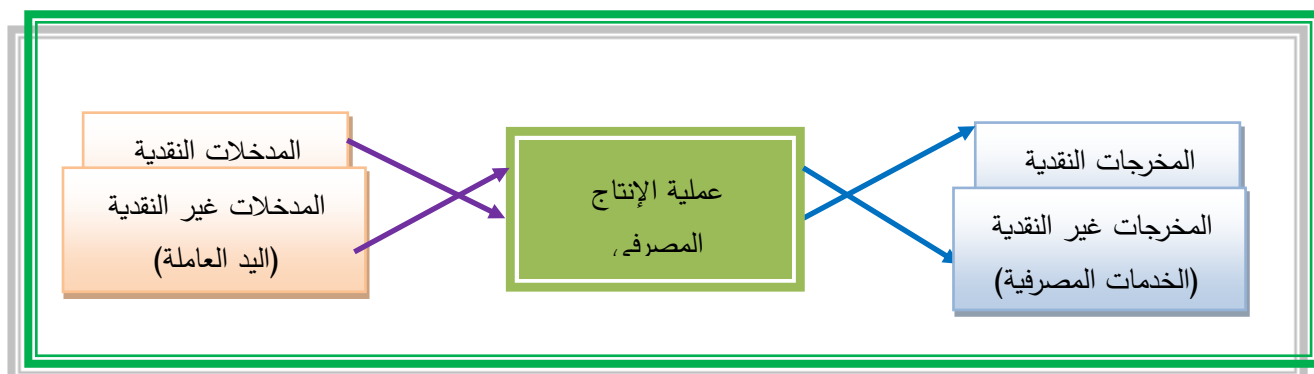 المدخلات النقدية
المدخلات غير النقدية
(اليد العاملة)
عملية الإنتاج
المصرفي
المخرجات النقدية
المخرجات غير النقدية
(الخدمات المصرفية)